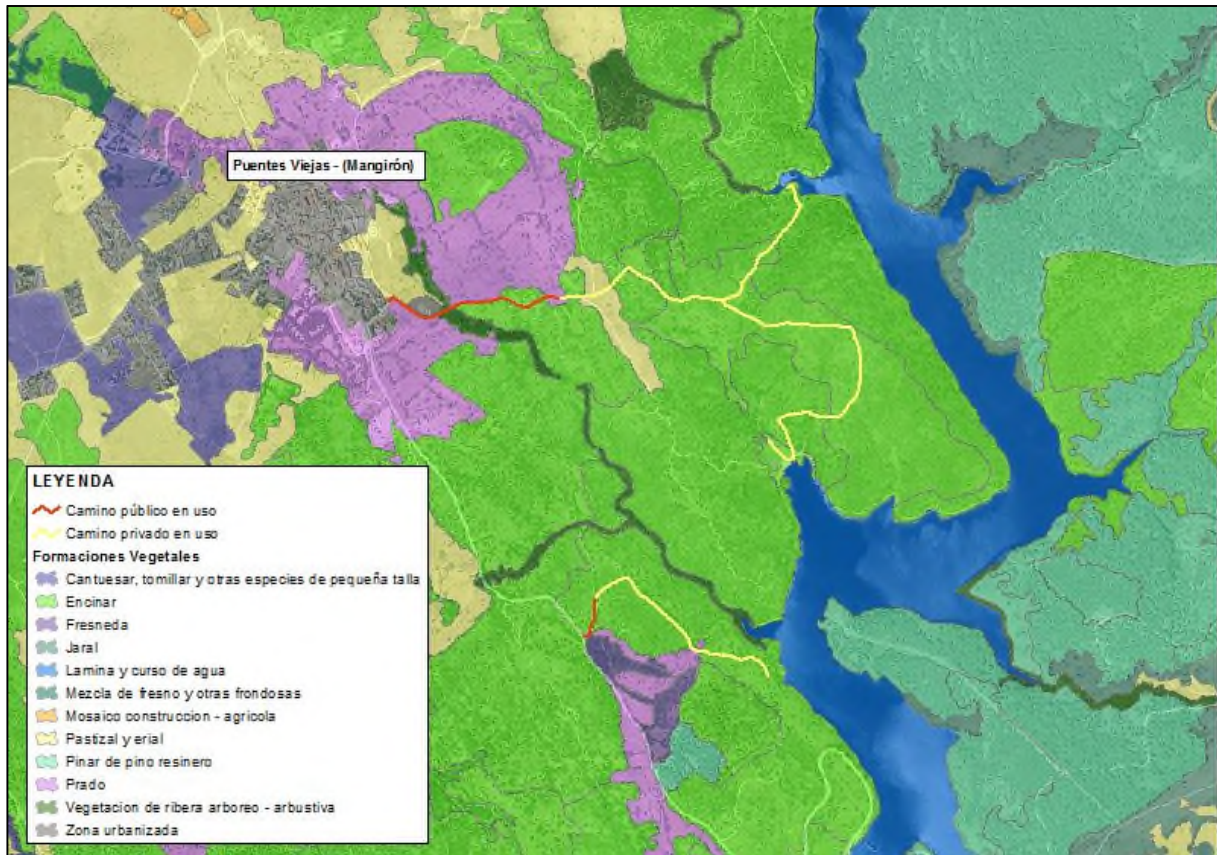 Puentes Viejas - (Mangirón)
LEYENDA
Camino público en uso
Camino privado en uso
Formaciones Vegetales
Cantuesar, tomillar y otras especies de pequeña talla
Encinar
Fresneda
Jaral
Lamina y curso de agua
Mezcla de fresno y otras frondosas
Mosaico construccion - agricola
Pastizal y erial
Pinar de pino resinero
Prado
Vegetacion de ribera arboreo - arbustiva
Zona urbanizada